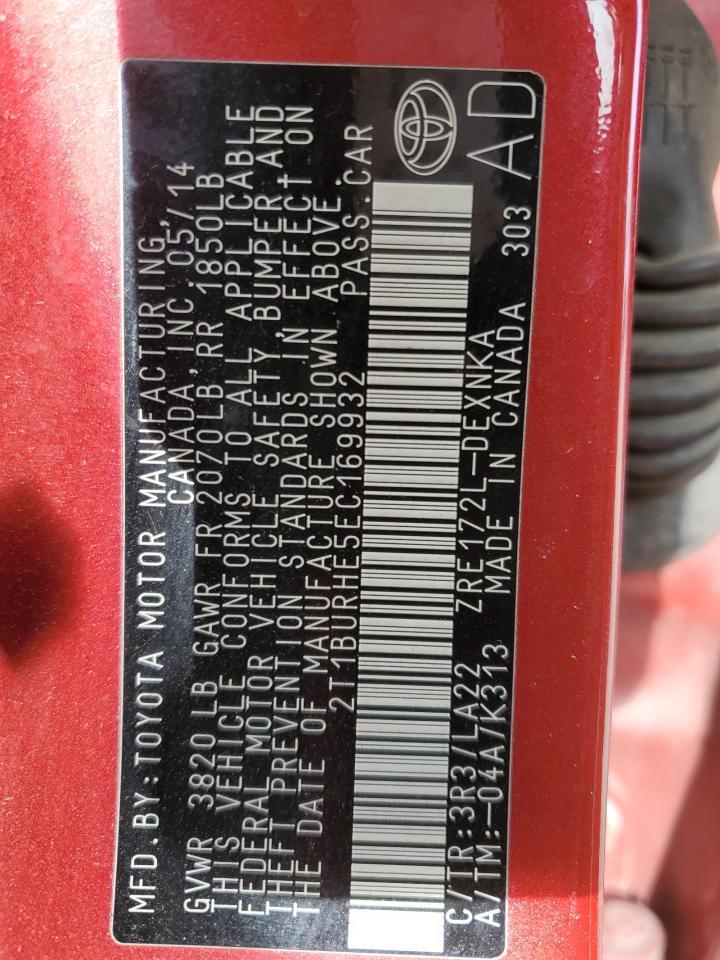 MFD.BY:TOYOTA MOTOR MANUFACTURING,
CANADA,INC.05/14
GVWR 3820 LB GAWR FR 2070LB,RR 1850LB
THIS VEHICLE CONFORMS TO ALL APPLICABLE
FEDERAL MOTOR VEHICLE SAFETY,BUMPER,AND
THEFT PREVENTION STANDARDS IN EFFECT ON
THE DATE OF MANUFACTURE SHOWN ABOVE.
2T1BURHE5EC169932 PASS.CAR
C/TR:3R3/LA22 ZRE172L-DEXNKA
A/TM:-04A/K313 MADE IN CANADA 303
AD